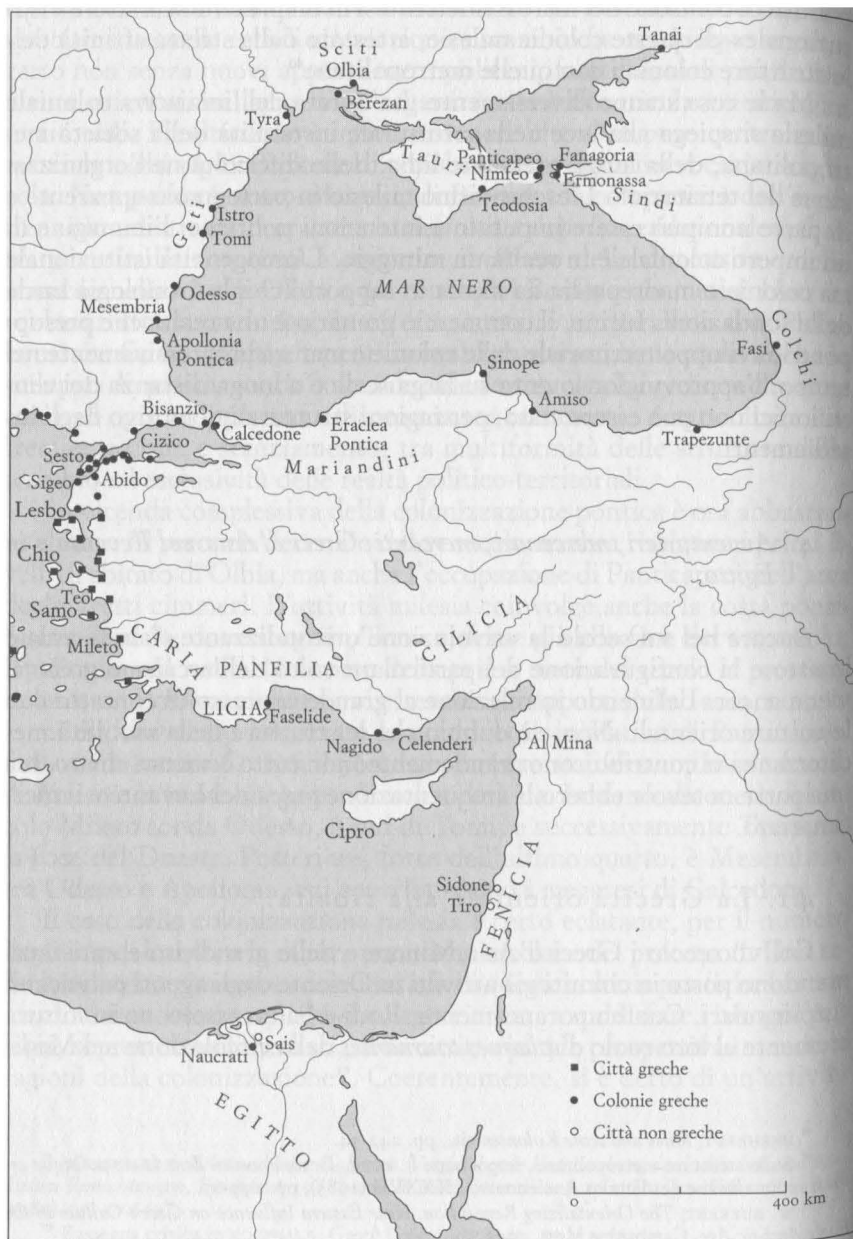 Tanai
Sciti
Olbia
Berezan
Tyra
Tauri
Panticapeo
Fanagoria
Nimfeo
Ermonassa
Teodosia
Sindi
Geti
Istro
Tomi
MAR NERO
Odesso
Mesembria
Colchi
Apollonia
Pontica
Fasi
Sinope
Amiso
Bisanzio
Eraclea
Pontica
Trapezunte
Calcedone
Cizico
Sesto
Mariandini
Abido
Sigeo
Lesbo
Chio
Teo
Samo
Mileto
CARIA
PANFILIA
CILICIA
LICIA
Faselide
Nagido
Celenderi
Al Mina
Cipro
Sidone
Tiro
FENICIA
Sais
Naucrati
EGITTO
Città greche
Colonie greche
Città non greche
0
400 km